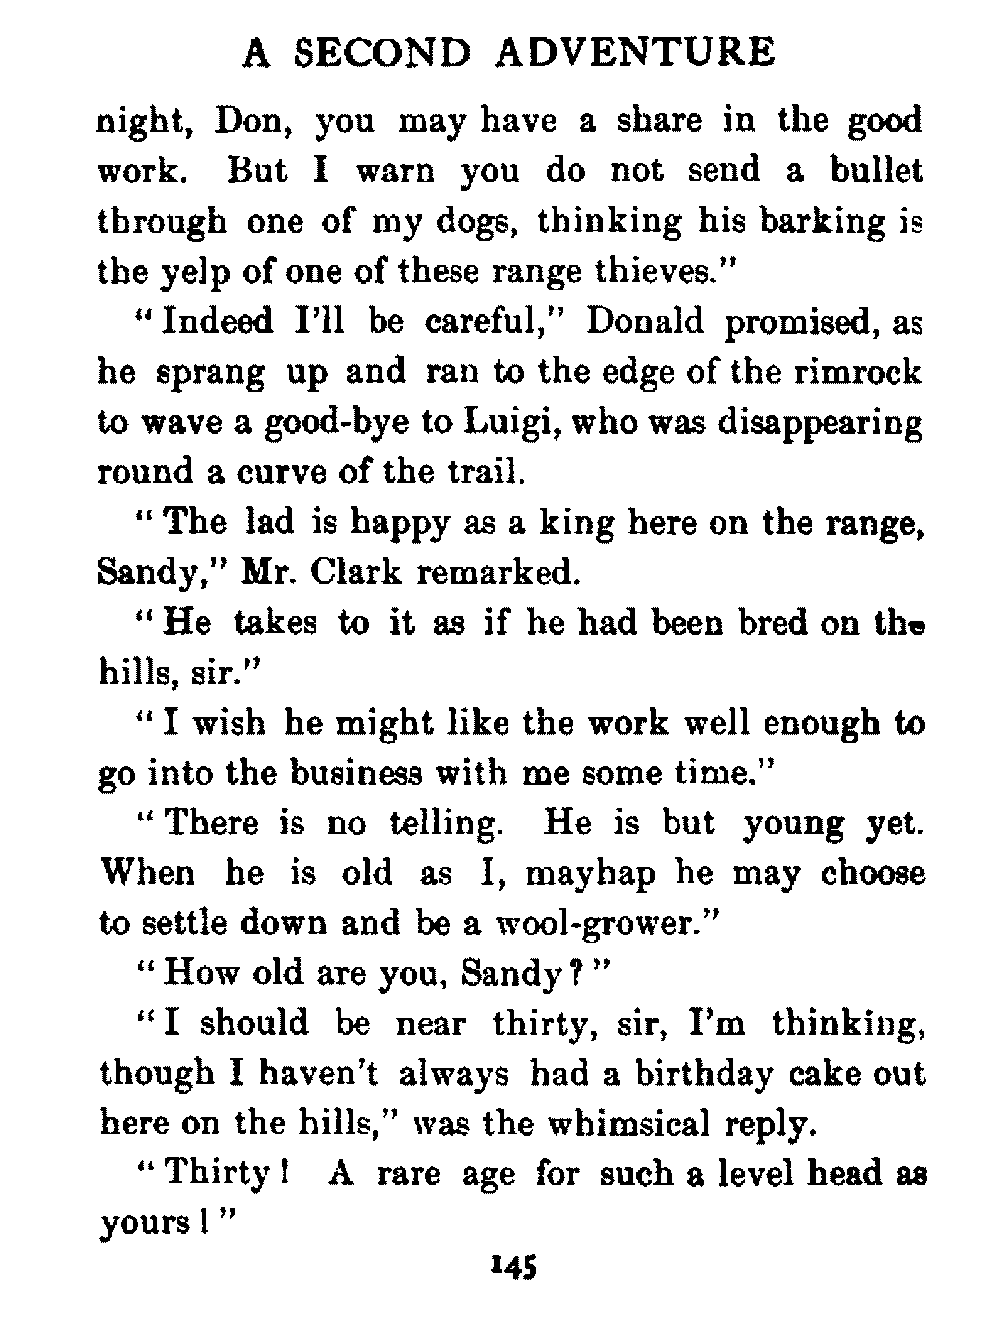 A SECOND ADVENTURE
night, Don, you may have a share in the good
work. But I warn you do not send a bullet
through one of my dogs, thinking his barking is
the yelp of one of these range thieves."
"Indeed I'll be careful," Donald promised, as
he sprang up and ran to the edge of the rimrock
to wave a good-bye to Luigi, who was disappearing
round a curve of the trail.
"The lad is happy as a king here on the range,
Sandy," Mr. Clark remarked.
"He takes to it as if he had been bred on the
hills, sir."
"I wish he might like the work well enough to
go into the business with me some time."
"There is no telling. He is but young yet.
When he is old as I, mayhap he may choose
to settle down and be a wool-grower."
"How old are you, Sandy?"
"I should be near thirty, sir, I'm thinking,
though I haven't always had a birthday cake out
here on the hills," was the whimsical reply.
"Thirty! A rare age for such a level head as
yours!"
145